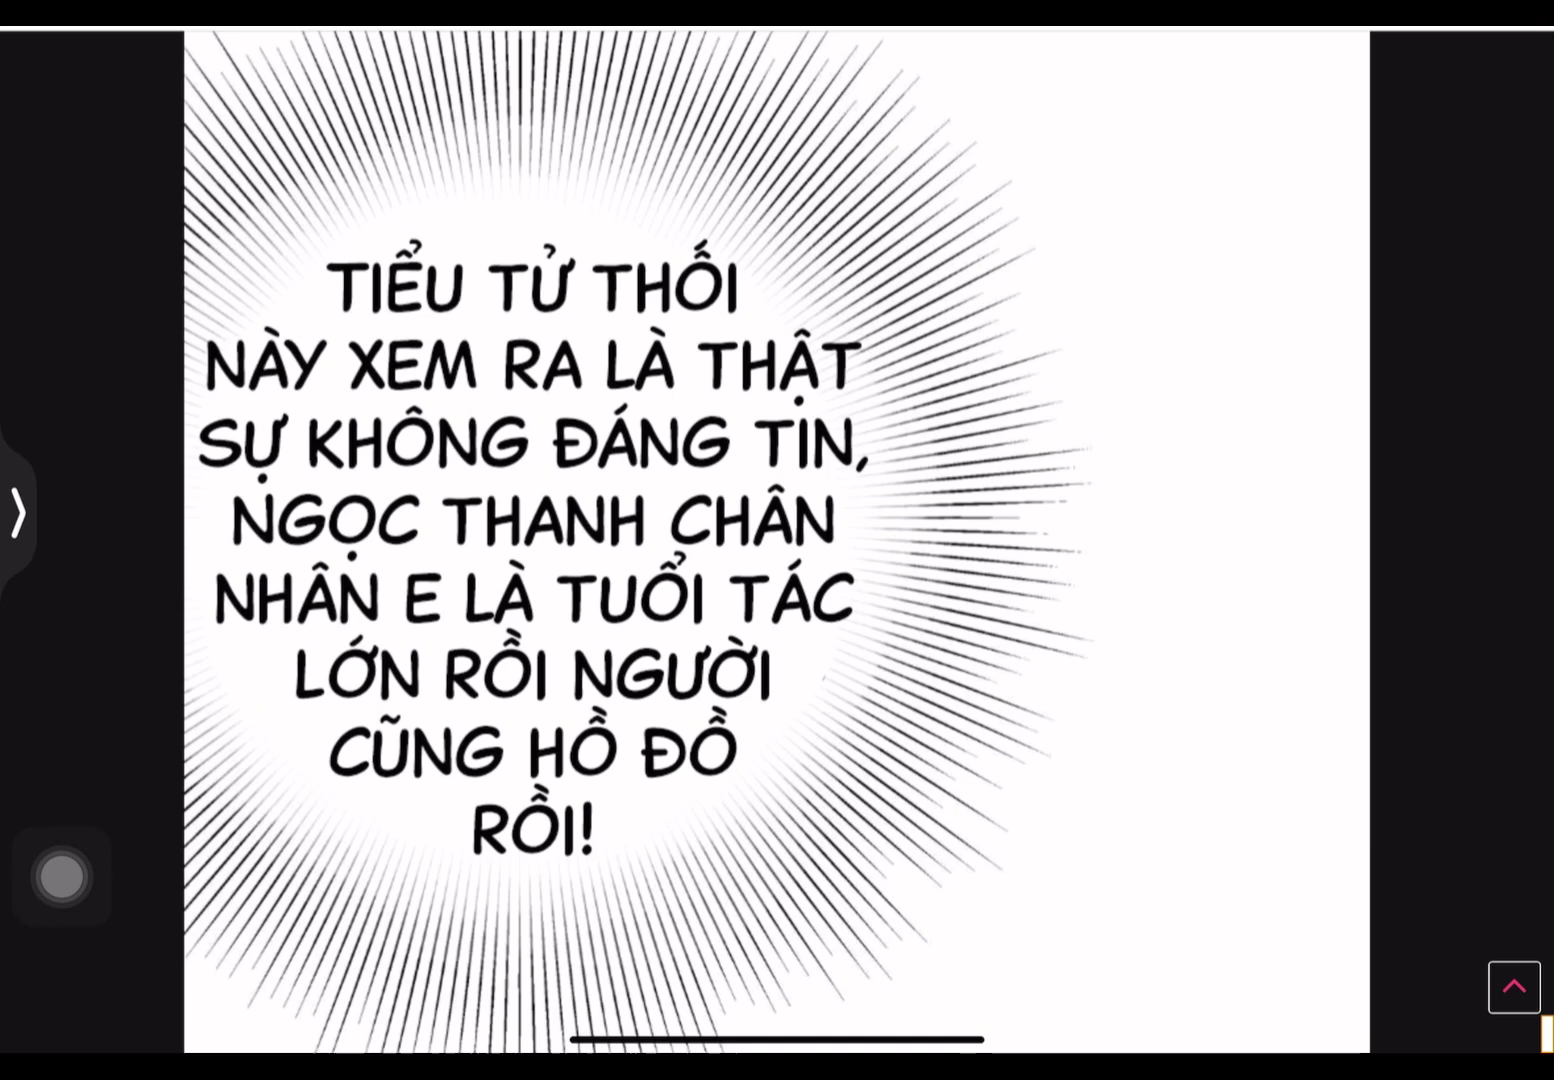 TIỂU TỬ THỐI
NÀY XEM RA LÀ THẬT
SỰ KHÔNG ĐÁNG TIN,
NGỌC THANH CHÂN
NHÂN E LÀ TUỔI TÁC
LỚN RỒI NGƯỜI
CŨNG HỒ ĐỒ
RỒI!